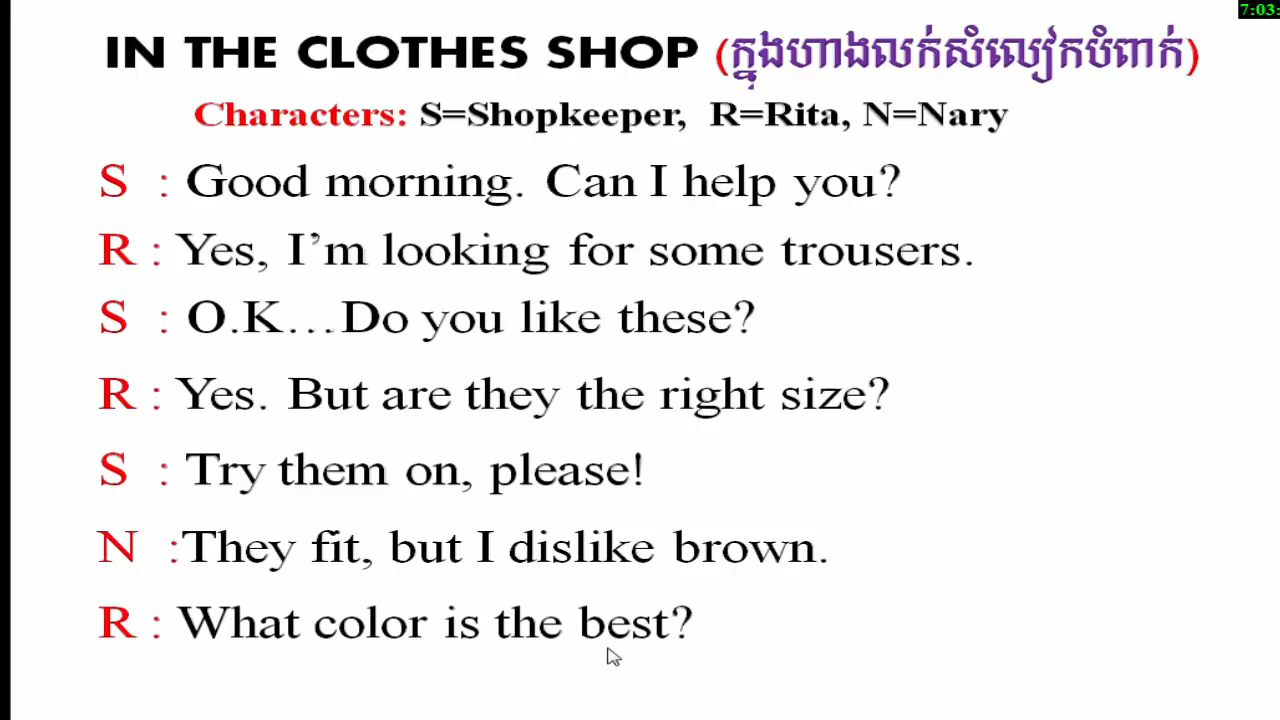 7:03:
IN THE CLOTHES SHOP (ក្នុងហាងលក់សំលៀកបំពាក់)
Characters: S=Shopkeeper, R=Rita, N=Nary
S : Good morning. Can I help you?
R : Yes, I’m looking for some trousers.
S : O.K…Do you like these?
R : Yes. But are they the right size?
S : Try them on, please!
N :They fit, but I dislike brown.
R : What color is the best?